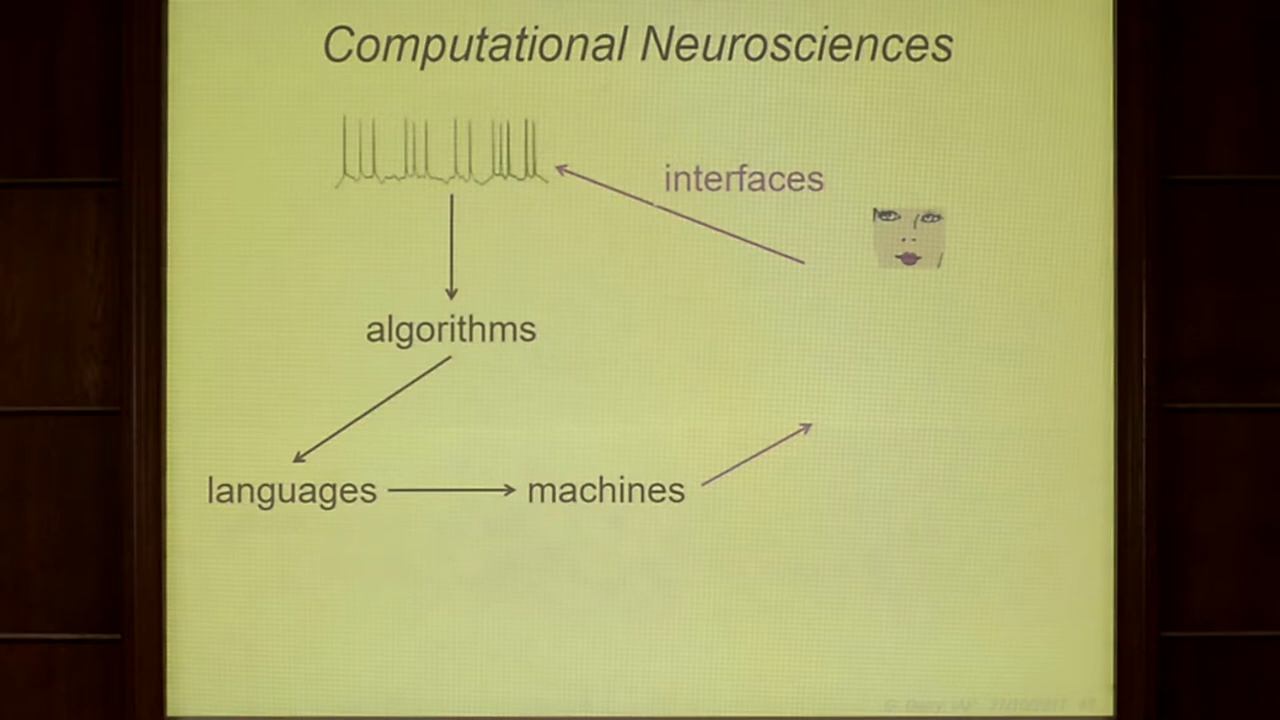 Computational Neurosciences
interfaces
algorithms
languages
machines